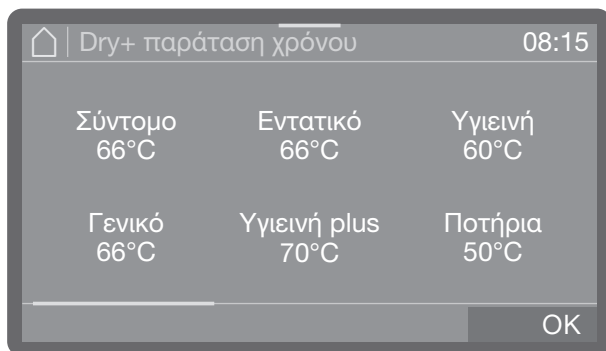 Dry+ παράταση χρόνου 08:15
Σύντομο Εντατικό Υγιεινή
66°C 66°C 60°C
Γενικό Υγιεινή plus Ποτήρια
66°C 70°C 50°C
OK